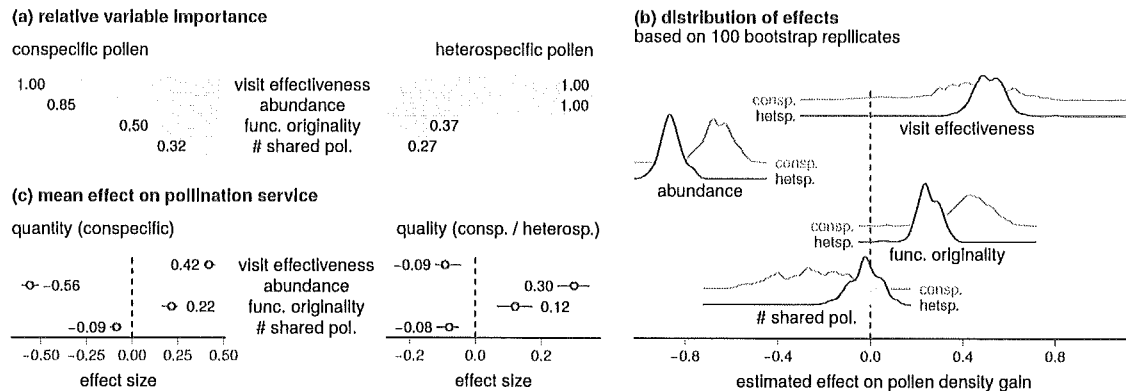 (a) relative variable importance
conspecific pollen
heterospecific pollen
1.00 visit effectiveness 1.00
0.85 abundance 1.00
0.50 func. originality 0.37
0.32 # shared pol. 0.27
(b) distribution of effects
based on 100 bootstrap repllicates
consp.
hetsp.
visit effectiveness
consp.
hetsp.
abundance
consp.
hetsp.
func. originality
consp.
hetsp.
# shared pol.
-0.8 -0.4 0.0 0.4 0.8
estimated effect on pollen density gain
(c) mean effect on pollination service
quantity (conspecific)
quality (consp. / heterosp.)
0.42 visit effectiveness -0.09
-0.56 abundance 0.30
0.22 func. originality 0.12
-0.09 # shared pol. -0.08
-0.50 -0.25 0.00 0.25 0.50
effect size
-0.2 0.0 0.2
effect size